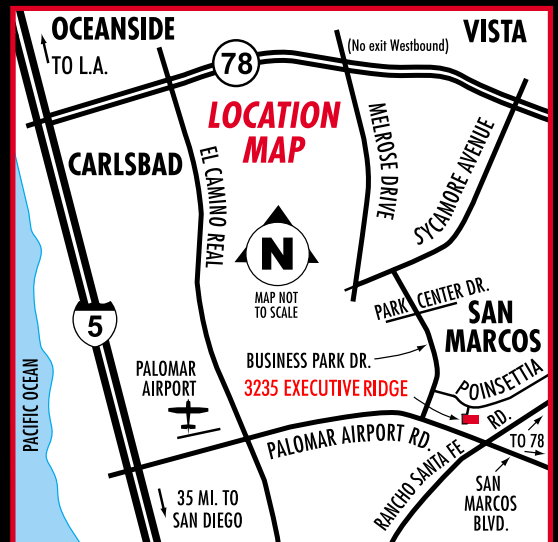 OCEANSIDE
TO L.A.
78
(No exit Westbound)
VISTA
LOCATION
MAP
CARLSBAD
EL CAMINO REAL
MELROSE DRIVE
SYCAMORE AVENUE
N
MAP NOT
TO SCALE
PARK CENTER DR.
SAN
MARCOS
5
BUSINESS PARK DR.
PALOMAR
AIRPORT
3235 EXECUTIVE RIDGE
POINSETTIA
PACIFIC OCEAN
PALOMAR AIRPORT RD.
RANCHO SANTA FE RD.
TO 78
35 MI. TO
SAN DIEGO
SAN
MARCOS
BLVD.